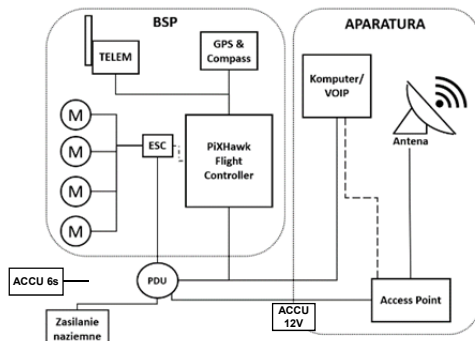 BSP
APARATURA
TELEM
GPS &
Compass
Komputer/
VOIP
Antena
M
M
M
M
ESC
PiXHawk
Flight
Controller
ACCU 6s
PDU
ACCU
12V
Access Point
Zasilanie
naziemne